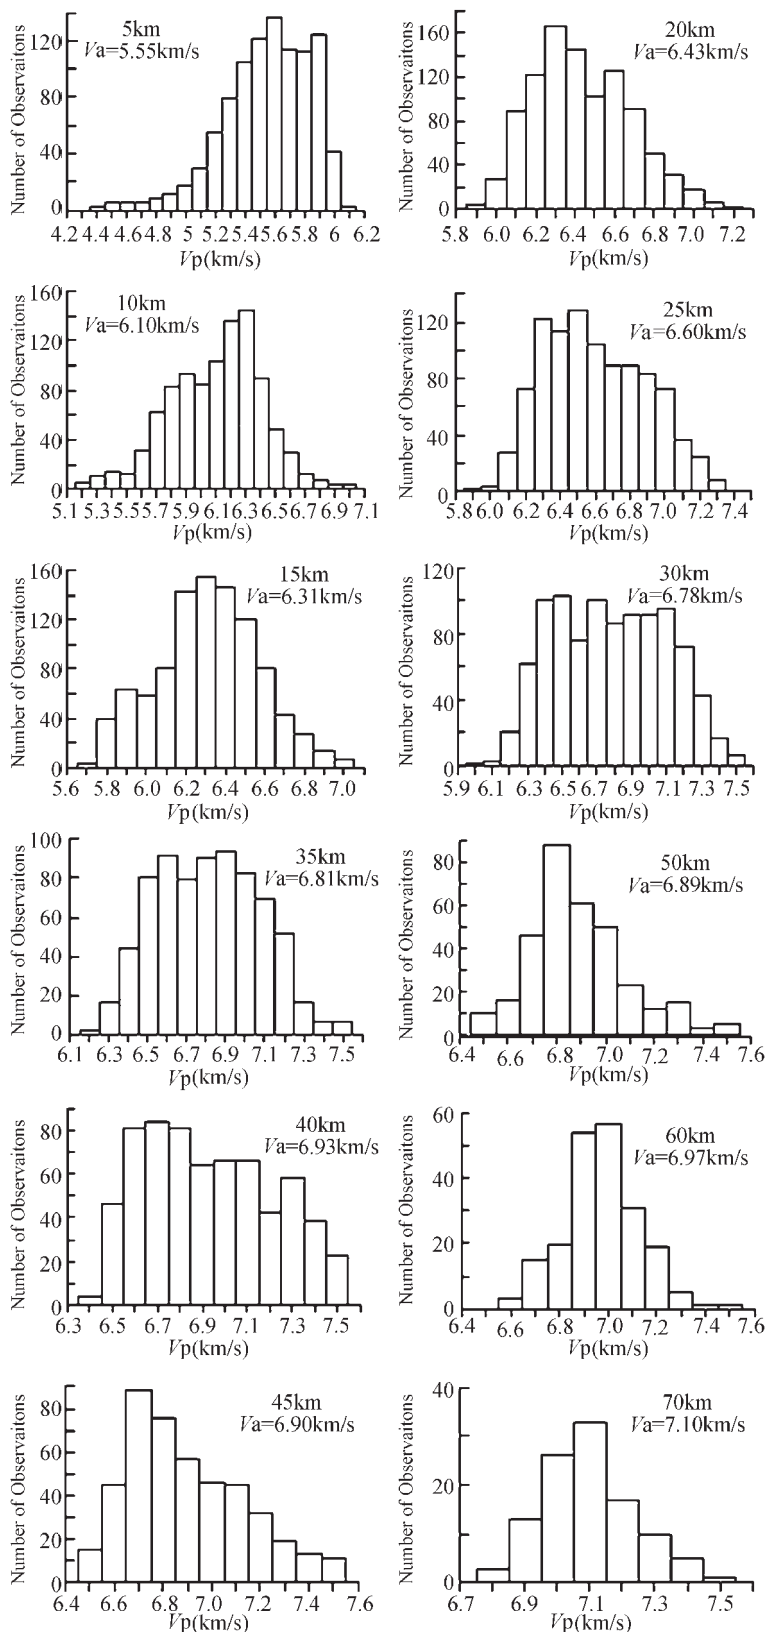 5km
Va=5.55km/s
Number of Observaitons
120
80
40
0
4.2 4.4 4.6 4.8 5 5.2 5.4 5.6 5.8 6 6.2
Vp(km/s)
20km
Va=6.43km/s
Number of Observaitons
160
120
80
40
0
5.8 6.0 6.2 6.4 6.6 6.8 7.0 7.2
Vp(km/s)
10km
Va=6.10km/s
Number of Observaitons
160
120
80
40
0
5.1 5.3 5.5 5.7 5.9 6.1 6.3 6.5 6.7 6.9 7.1
Vp(km/s)
25km
Va=6.60km/s
Number of Observaitons
120
80
40
0
5.8 6.0 6.2 6.4 6.6 6.8 7.0 7.2 7.4
Vp(km/s)
15km
Va=6.31km/s
Number of Observaitons
160
120
80
40
0
5.6 5.8 6.0 6.2 6.4 6.6 6.8 7.0
Vp(km/s)
30km
Va=6.78km/s
Number of Observaitons
120
80
40
0
5.9 6.1 6.3 6.5 6.7 6.9 7.1 7.3 7.5
Vp(km/s)
35km
Va=6.81km/s
Number of Observaitons
100
80
60
40
20
0
6.1 6.3 6.5 6.7 6.9 7.1 7.3 7.5
Vp(km/s)
50km
Va=6.89km/s
Number of Observaitons
80
60
40
20
0
6.4 6.6 6.8 7.0 7.2 7.4 7.6
Vp(km/s)
40km
Va=6.93km/s
Number of Observaitons
80
60
40
20
0
6.3 6.5 6.7 6.9 7.1 7.3 7.5
Vp(km/s)
60km
Va=6.97km/s
Number of Observaitons
60
40
20
0
6.4 6.6 6.8 7.0 7.2 7.4 7.6
Vp(km/s)
45km
Va=6.90km/s
Number of Observaitons
80
60
40
20
0
6.4 6.6 6.8 7.0 7.2 7.4 7.6
Vp(km/s)
70km
Va=7.10km/s
Number of Observaitons
40
20
0
6.7 6.9 7.1 7.3 7.5
Vp(km/s)